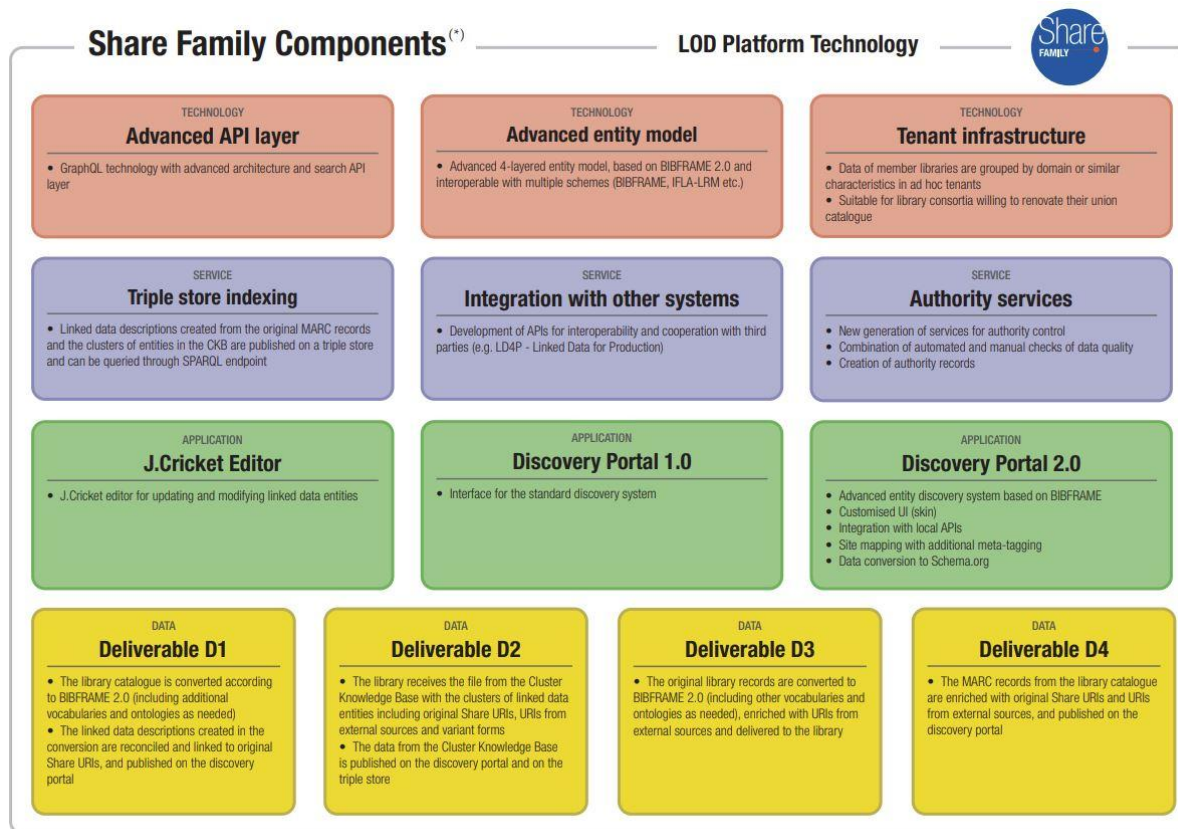 Share Family Components(*)
LOD Platform Technology
Share
FAMILY
TECHNOLOGY
Advanced API layer
• GraphQL technology with advanced architecture and search API
layer
TECHNOLOGY
Advanced entity model
• Advanced 4-layered entity model, based on BIBFRAME 2.0 and
interoperable with multiple schemes (BIBFRAME, IFLA-LRM etc.)
TECHNOLOGY
Tenant infrastructure
• Data of member libraries are grouped by domain or similar
characteristics in ad hoc tenants
• Suitable for library consortia willing to renovate their union
catalogue
SERVICE
Triple store indexing
• Linked data descriptions created from the original MARC records
and the clusters of entities in the CKB are published on a triple store
and can be queried through SPARQL endpoint
SERVICE
Integration with other systems
• Development of APIs for interoperability and cooperation with third
parties (e.g. LD4P - Linked Data for Production)
SERVICE
Authority services
• New generation of services for authority control
• Combination of automated and manual checks of data quality
• Creation of authority records
APPLICATION
J.Cricket Editor
• J.Cricket editor for updating and modifying linked data entities
APPLICATION
Discovery Portal 1.0
• Interface for the standard discovery system
APPLICATION
Discovery Portal 2.0
• Advanced entity discovery system based on BIBFRAME
• Customised UI (skin)
• Integration with local APIs
• Site mapping with additional meta-tagging
• Data conversion to Schema.org
DATA
Deliverable D1
• The library catalogue is converted according
to BIBFRAME 2.0 (including additional
vocabularies and ontologies as needed)
• The linked data descriptions created in the
conversion are reconciled and linked to original
Share URIs, and published on the discovery
portal
DATA
Deliverable D2
• The library receives the file from the Cluster
Knowledge Base with the clusters of linked data
entities including original Share URIs, URIs from
external sources and variant forms
• The data from the Cluster Knowledge Base
is published on the discovery portal and on the
triple store
DATA
Deliverable D3
• The original library records are converted to
BIBFRAME 2.0 (including other vocabularies and
ontologies as needed), enriched with URIs from
external sources and delivered to the library
DATA
Deliverable D4
• The MARC records from the library catalogue
are enriched with original Share URIs and URIs
from external sources, and published on the
discovery portal